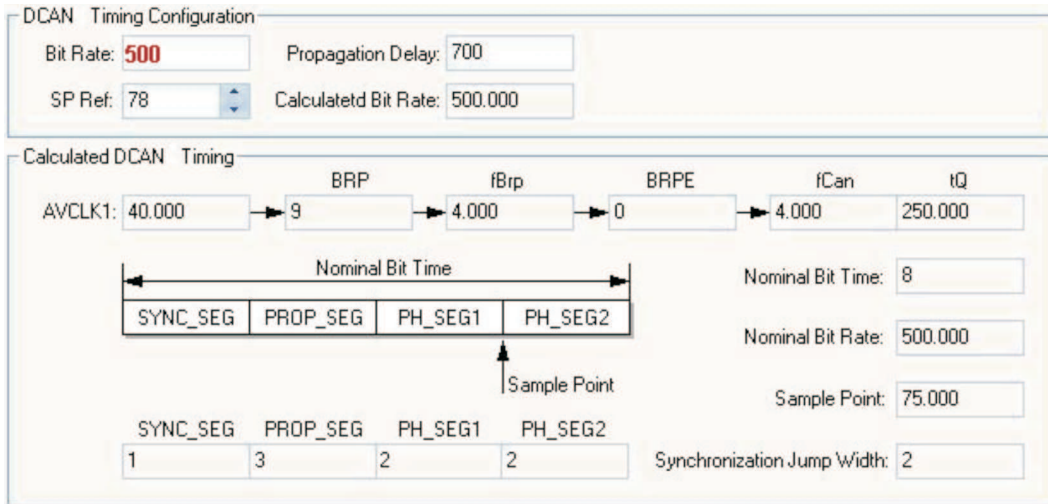 DCAN Timing Configuration
Bit Rate: 500 Propagation Delay: 700
SP Ref: 78 Calculatetd Bit Rate: 500.000
Calculated DCAN Timing
BRP fBrp BRPE fCan tQ
AVCLK1: 40.000 9 4.000 0 4.000 250.000
Nominal Bit Time
Nominal Bit Time: 8
SYNC_SEG PROP_SEG PH_SEG1 PH_SEG2
Nominal Bit Rate: 500.000
Sample Point
Sample Point: 75.000
SYNC_SEG PROP_SEG PH_SEG1 PH_SEG2
1 3 2 2
Synchronization Jump Width: 2